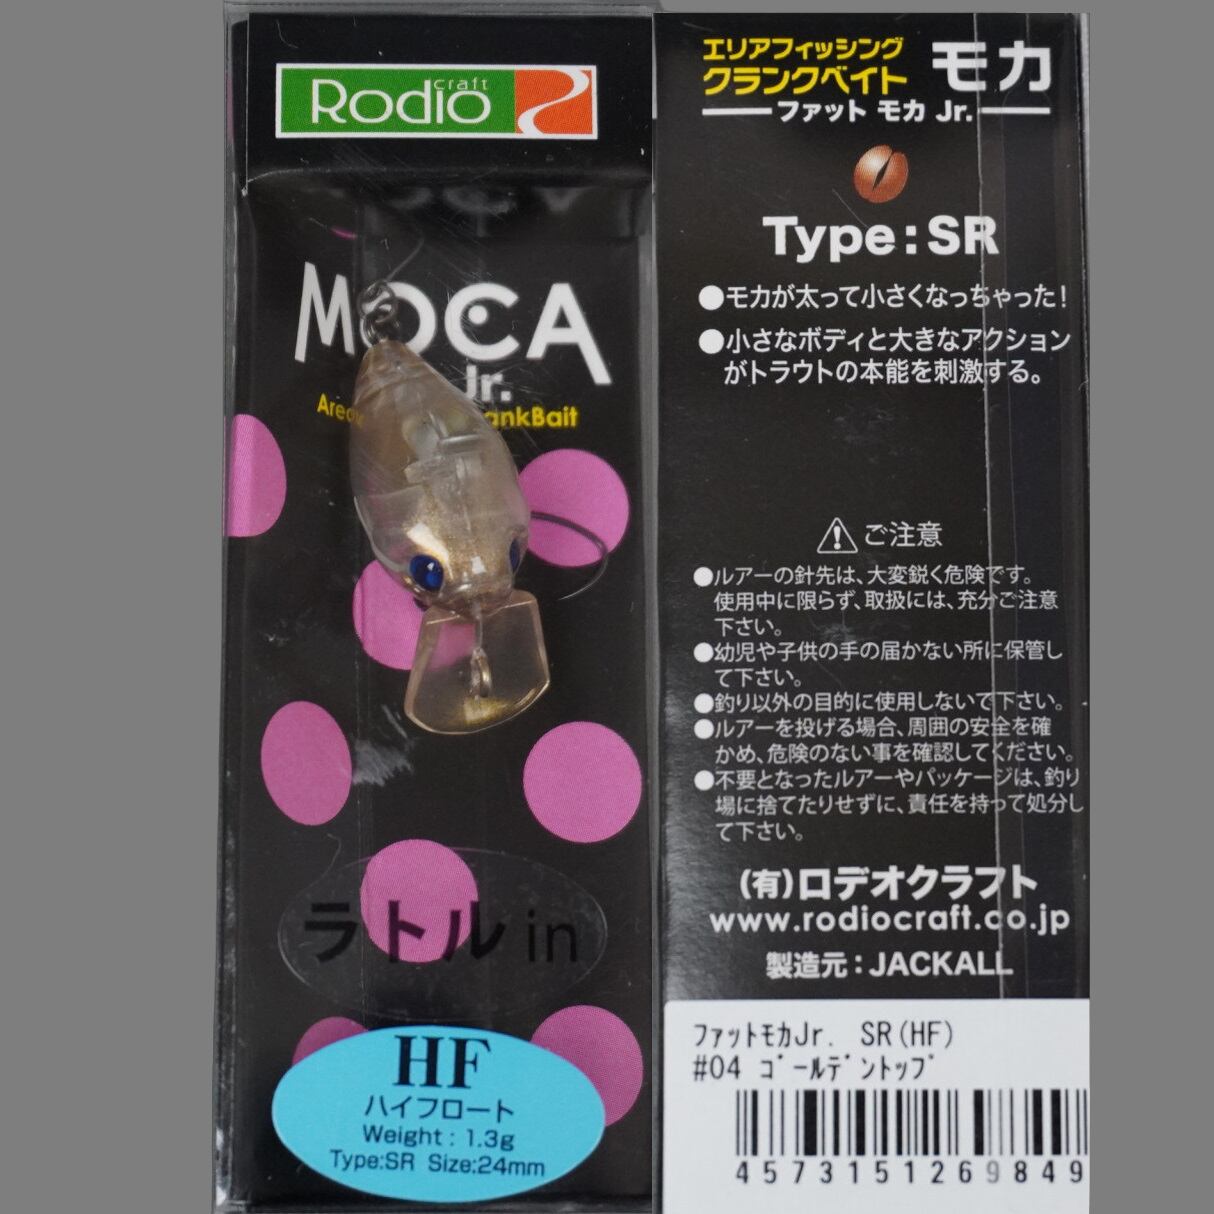 Rodio craft
MOCA
Jr.
Area
ankBait
ラトル in
HF
ハイフロート
Weight : 1.3g
Type:SR Size:24mm
エリアフィッシング
クランクベイト モカ
ファット モカ Jr.
Type:SR
●モカが太って小さくなっちゃった!
●小さなボディと大きなアクション
がトラウトの本能を刺激する。
ご注意
●ルアーの針先は、大変鋭く危険です。
使用中に限らず、取扱には、充分ご注意
下さい。
●幼児や子供の手の届かない所に保管し
て下さい。
●釣り以外の目的に使用しないで下さい。
●ルアーを投げる場合、周囲の安全を確
かめ、危険のない事を確認してください。
●不要となったルアーやパッケージは、釣り
場に捨てたりせずに、責任を持って処分し
て下さい。
(有)ロデオクラフト
www.rodiocraft.co.jp
製造元:JACKALL
ﾌｧｯﾄﾓｶJr. SR(HF)
#04 ｺﾞｰﾙﾃﾞﾝﾄｯﾌﾟ
4573151269849